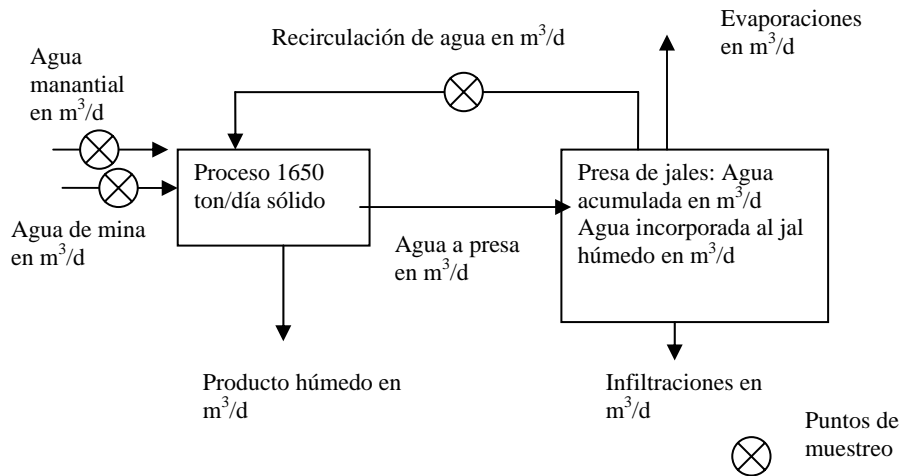 Evaporaciones
en m³/d
Recirculación de agua en m³/d
Agua
manantial
en m³/d
Proceso 1650
ton/día sólido
Presa de jales: Agua
acumulada en m³/d
Agua incorporada al jal
húmedo en m³/d
Agua de mina
en m³/d
Agua a presa
en m³/d
Producto húmedo en
m³/d
Infiltraciones en
m³/d
Puntos de
muestreo